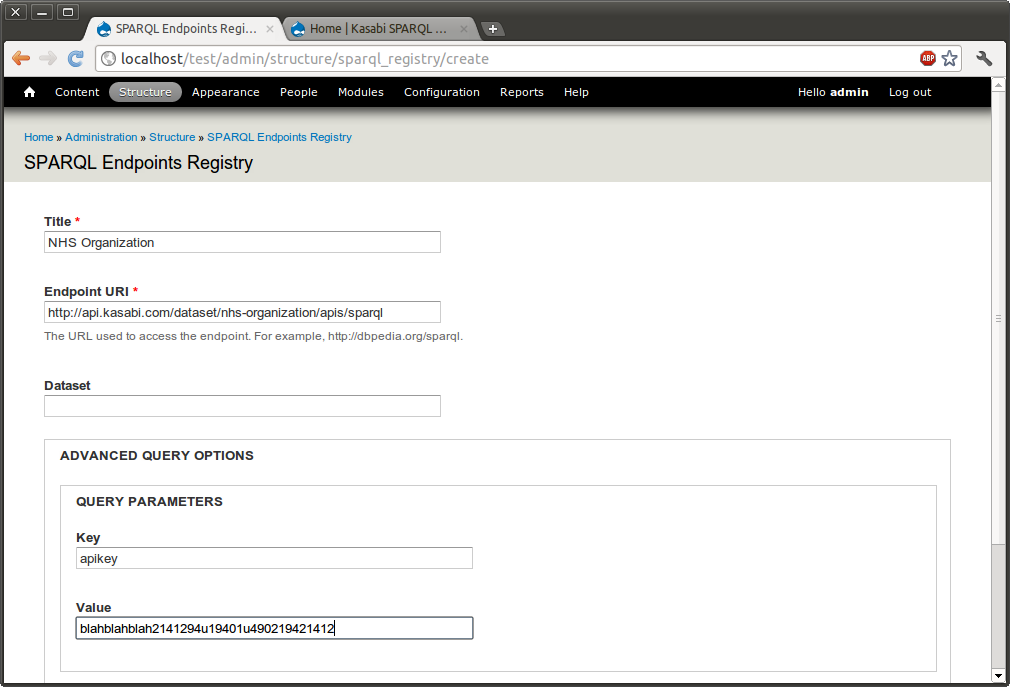 SPARQL Endpoints Regi...
Home | Kasabi SPARQL ...
localhost/test/admin/structure/sparql_registry/create
ABP
Content Structure Appearance People Modules Configuration Reports Help Hello admin Log out
Home » Administration » Structure » SPARQL Endpoints Registry
SPARQL Endpoints Registry
Title *
NHS Organization
Endpoint URI *
http://api.kasabi.com/dataset/nhs-organization/apis/sparql
The URL used to access the endpoint. For example, http://dbpedia.org/sparql.
Dataset
ADVANCED QUERY OPTIONS
QUERY PARAMETERS
Key
apikey
Value
blahblahblah2141294u19401u490219421412